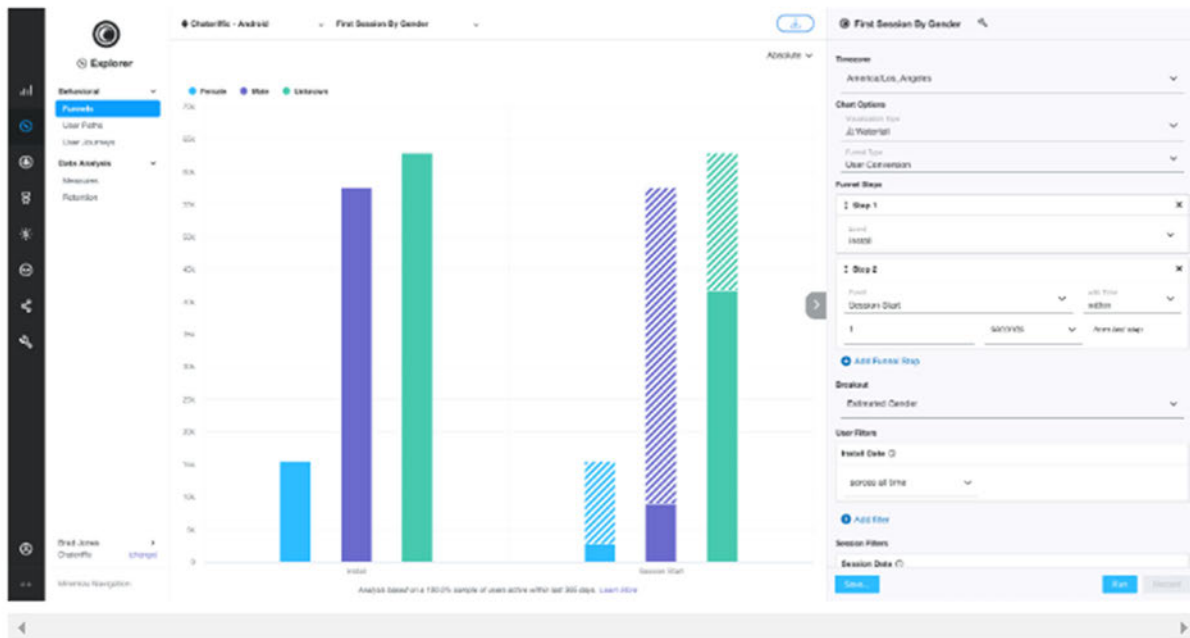 Explorer
Behavioral
Funnels
User Paths
User Journeys
Data Analysis
Measures
Retention
Brad Jones
Chateriffic
(change)
Minimize Navigation
Chateriffic - Android
First Session By Gender
Absolute
Female Male Unknown
70k
65k
60k
55k
50k
45k
40k
35k
30k
25k
20k
15k
10k
5k
0
Install
Session Start
Analysis based on a 100.0% sample of users active within last 365 days. Learn More
First Session By Gender
Timezone
America/Los_Angeles
Chart Options
Visualization Type
Waterfall
Funnel Type
User Conversion
Funnel Steps
Step 1
Event
Install
Step 2
Event
Session Start
with Time
within
1 seconds from last step
Add Funnel Step
Breakout
Estimated Gender
User Filters
Install Date
across all time
Add filter
Session Filters
Session Date
Save...
Run